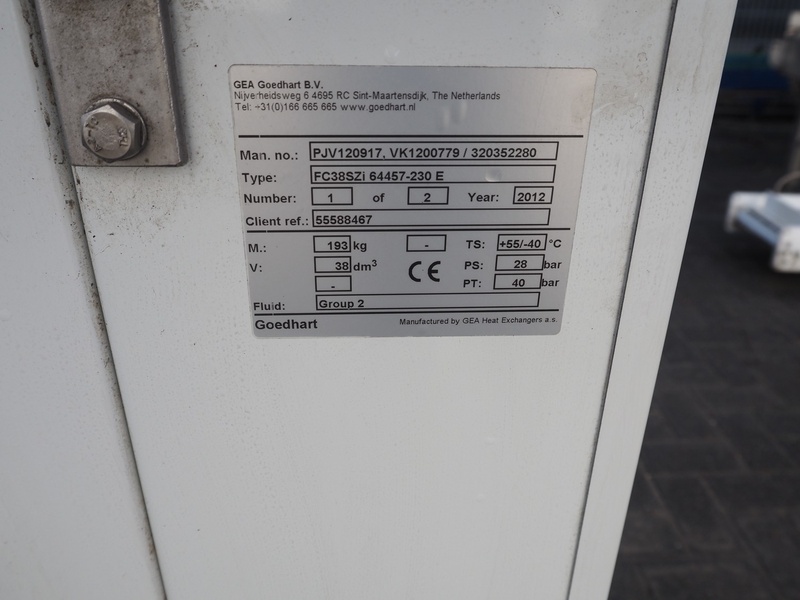 GEA Goedhart B.V.
Nijverheidsweg 6 4695 RC Sint-Maartensdijk, The Netherlands
Tel: +31(0)166 665 665 www.goedhart.nl
Man. no.: PJV120917, VK1200779 / 320352280
Type: FC38SZi 64457-230 E
Number: 1 of 2 Year: 2012
Client ref.: 55588467
M.: 193 kg - TS: +55/-40 °C
V: 38 dm³ CE PS: 28 bar
- PT: 40 bar
Fluid: Group 2
Goedhart Manufactured by GEA Heat Exchangers a.s.